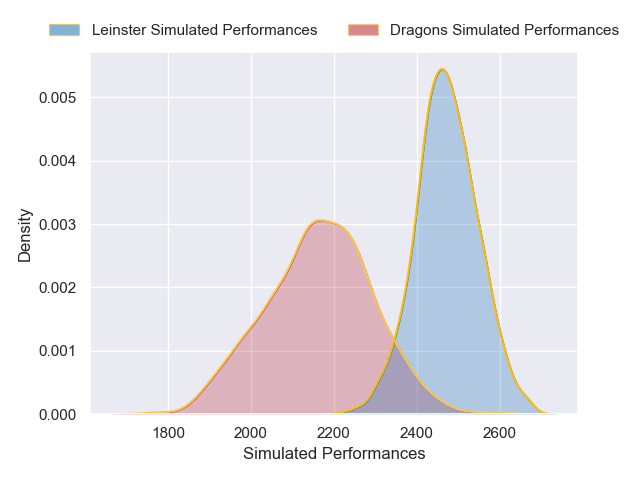 Leinster Simulated Performances Dragons Simulated Performances
0.005
0.004
0.003
0.002
0.001
0.000
Density
1800 2000 2200 2400 2600
Simulated Performances